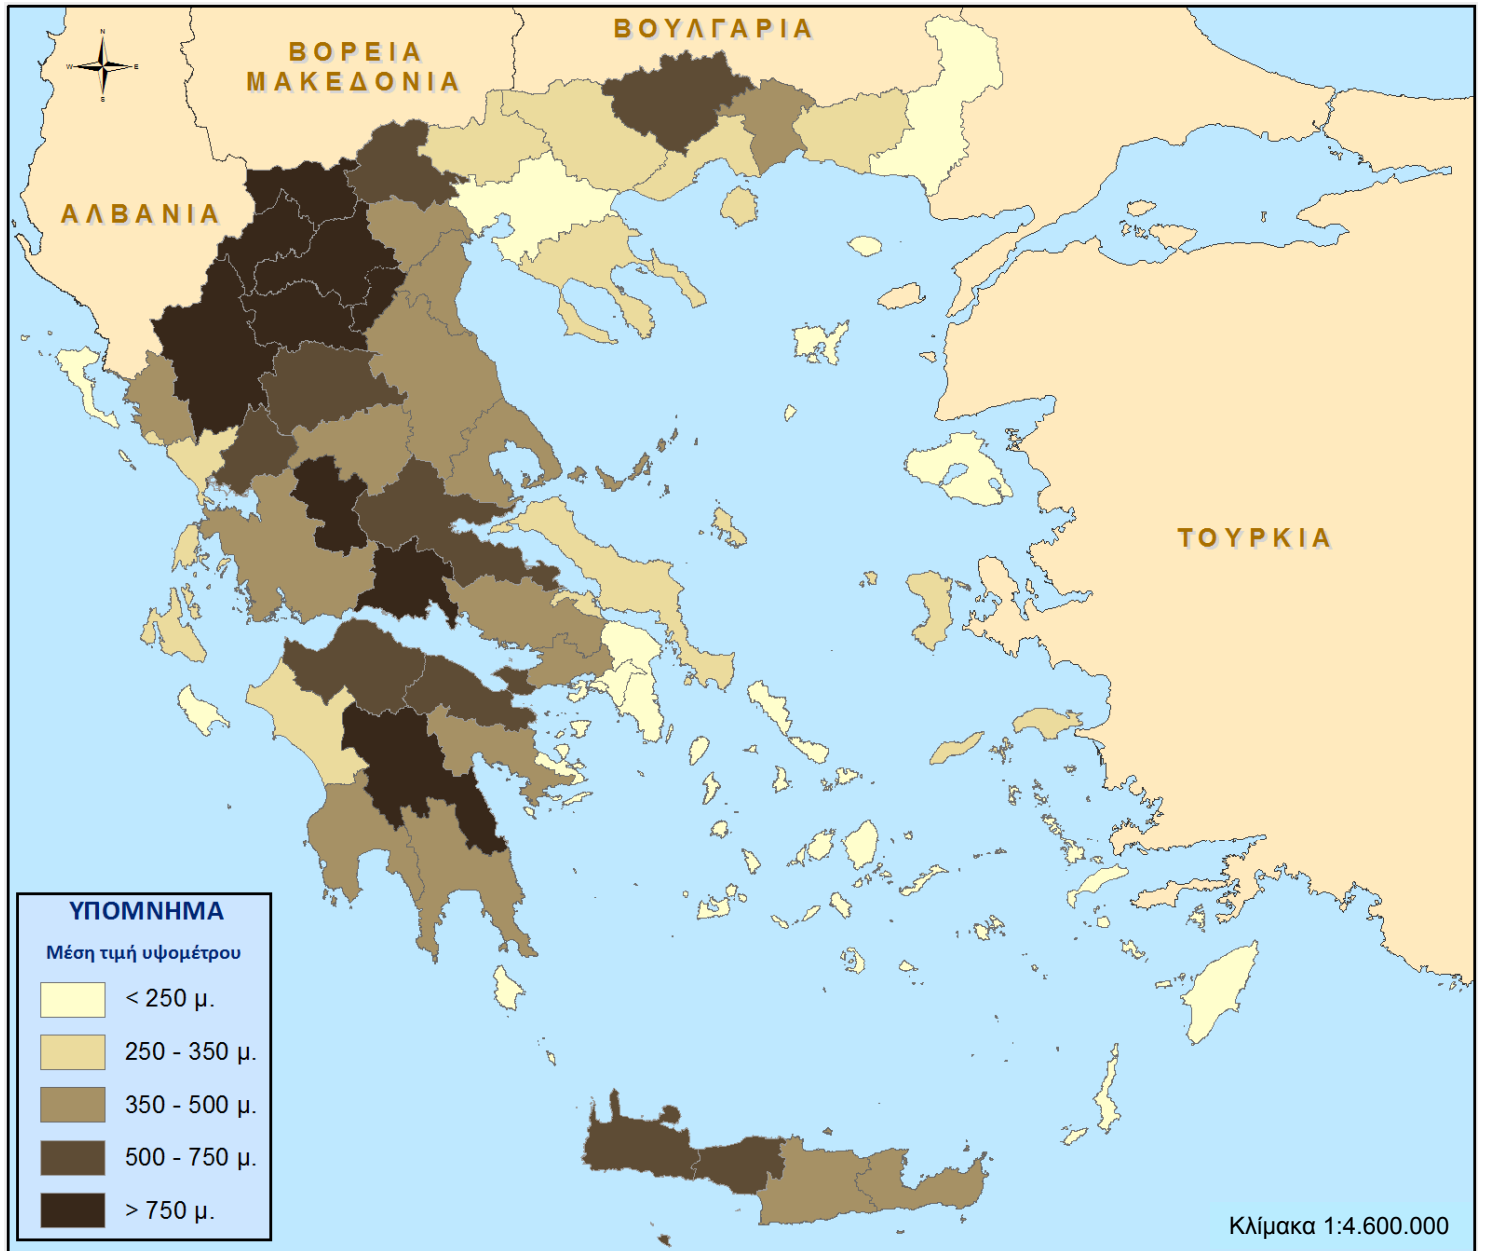 ΒΟΥΛΓΑΡΙΑ
ΒΟΡΕΙΑ
ΜΑΚΕΔΟΝΙΑ
N
W E
S
ΑΛΒΑΝΙΑ
ΤΟΥΡΚΙΑ
ΥΠΟΜΝΗΜΑ
Μέση τιμή υψομέτρου
< 250 μ.
250 - 350 μ.
350 - 500 μ.
500 - 750 μ.
> 750 μ.
Κλίμακα 1:4.600.000